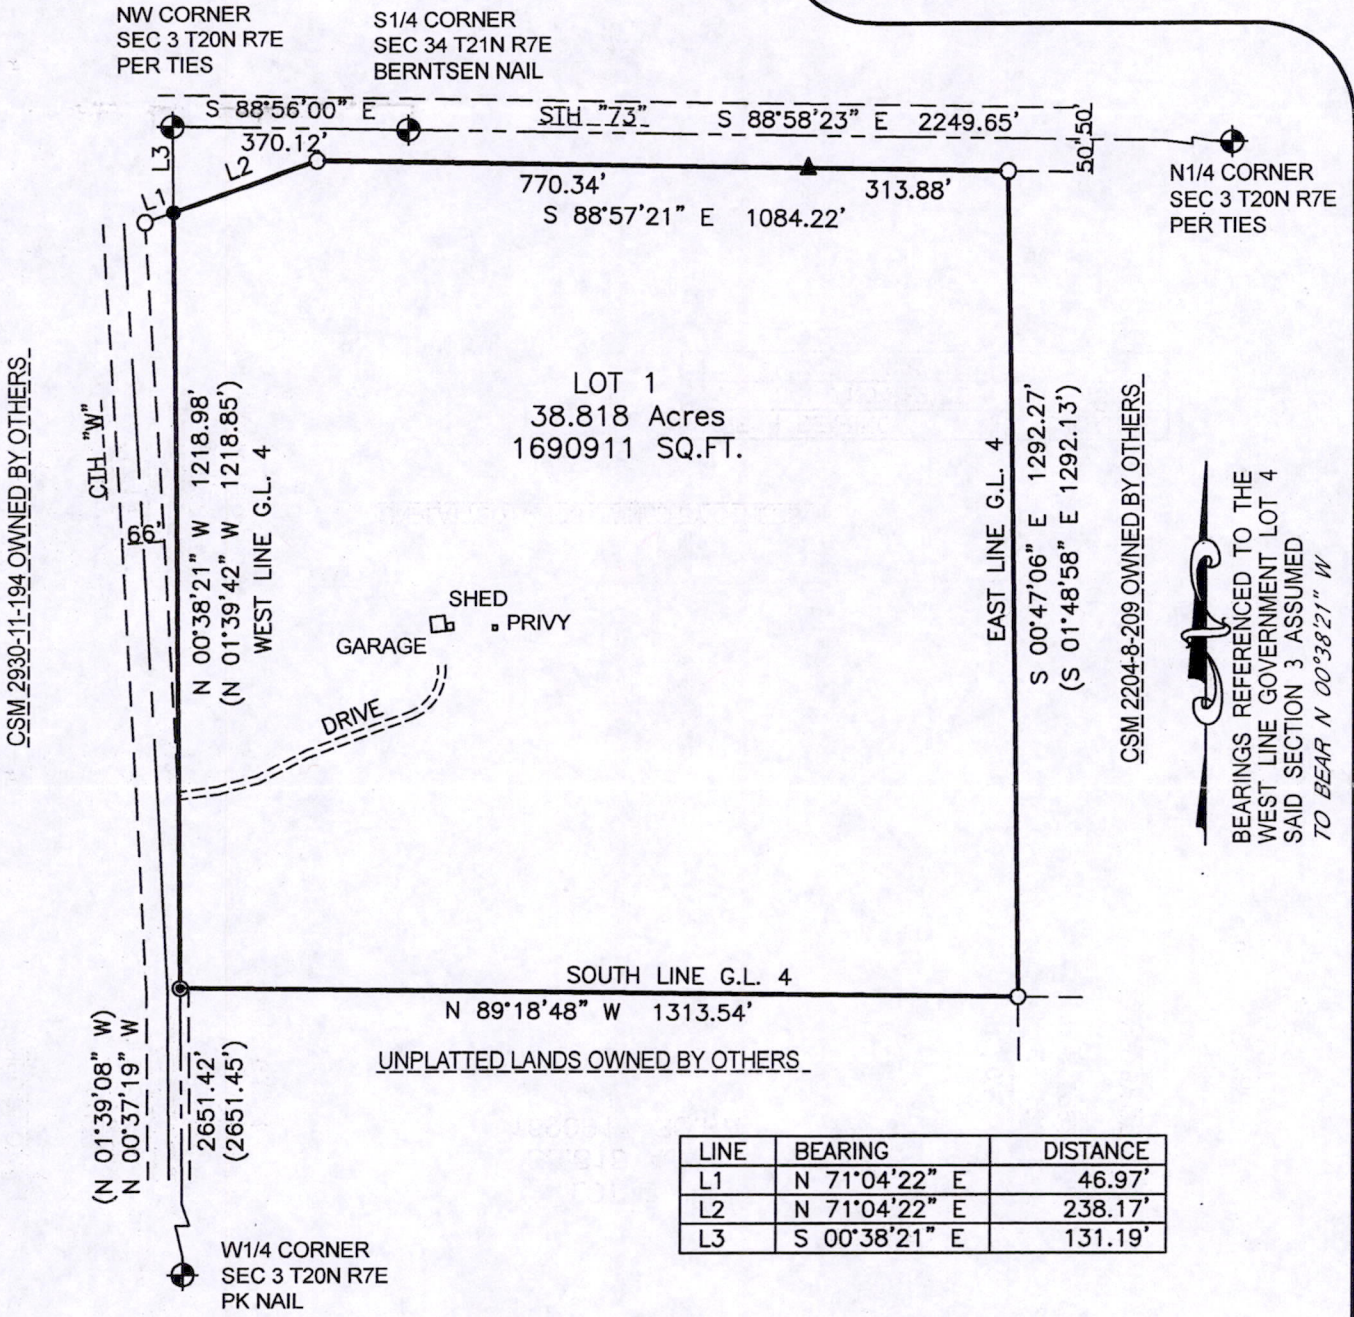 NW CORNER
SEC 3 T20N R7E
PER TIES
S1/4 CORNER
SEC 34 T21N R7E
BERNTSEN NAIL
S 88°56'00" E
370.12'
STH "73"
S 88°58'23" E 2249.65'
50' 50'
N1/4 CORNER
SEC 3 T20N R7E
PER TIES
L3
L2
L1
770.34'
313.88'
S 88°57'21" E 1084.22'
LOT 1
38.818 Acres
1690911 SQ.FT.
CSM 2930-11-194 OWNED BY OTHERS
CTH "W"
66'
N 00°38'21" W 1218.98'
(N 01°39'42" W 1218.85')
WEST LINE G.L. 4
SHED
PRIVY
GARAGE
DRIVE
EAST LINE G.L. 4
S 00°47'06" E 1292.27'
(S 01°48'58" E 1292.13')
CSM 2204-8-209 OWNED BY OTHERS
BEARINGS REFERENCED TO THE
WEST LINE GOVERNMENT LOT 4
SAID SECTION 3 ASSUMED
TO BEAR N 00°38'21" W
SOUTH LINE G.L. 4
N 89°18'48" W 1313.54'
UNPLATTED LANDS OWNED BY OTHERS
(N 01°39'08" W)
N 00°37'19" W
2651.42'
(2651.45')
LINE BEARING DISTANCE
L1 N 71°04'22" E 46.97'
L2 N 71°04'22" E 238.17'
L3 S 00°38'21" E 131.19'
W1/4 CORNER
SEC 3 T20N R7E
PK NAIL